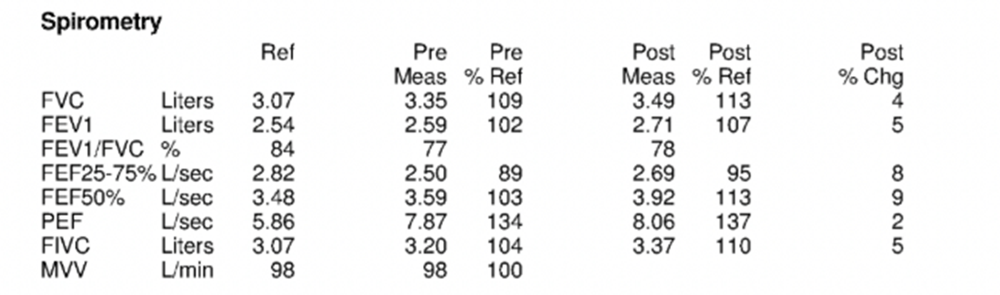 Spirometry
Ref Pre Pre Post Post Post
Meas % Ref Meas % Ref % Chg
FVC Liters 3.07 3.35 109 3.49 113 4
FEV1 Liters 2.54 2.59 102 2.71 107 5
FEV1/FVC % 84 77 78
FEF25-75% L/sec 2.82 2.50 89 2.69 95 8
FEF50% L/sec 3.48 3.59 103 3.92 113 9
PEF L/sec 5.86 7.87 134 8.06 137 2
FIVC Liters 3.07 3.20 104 3.37 110 5
MVV L/min 98 98 100